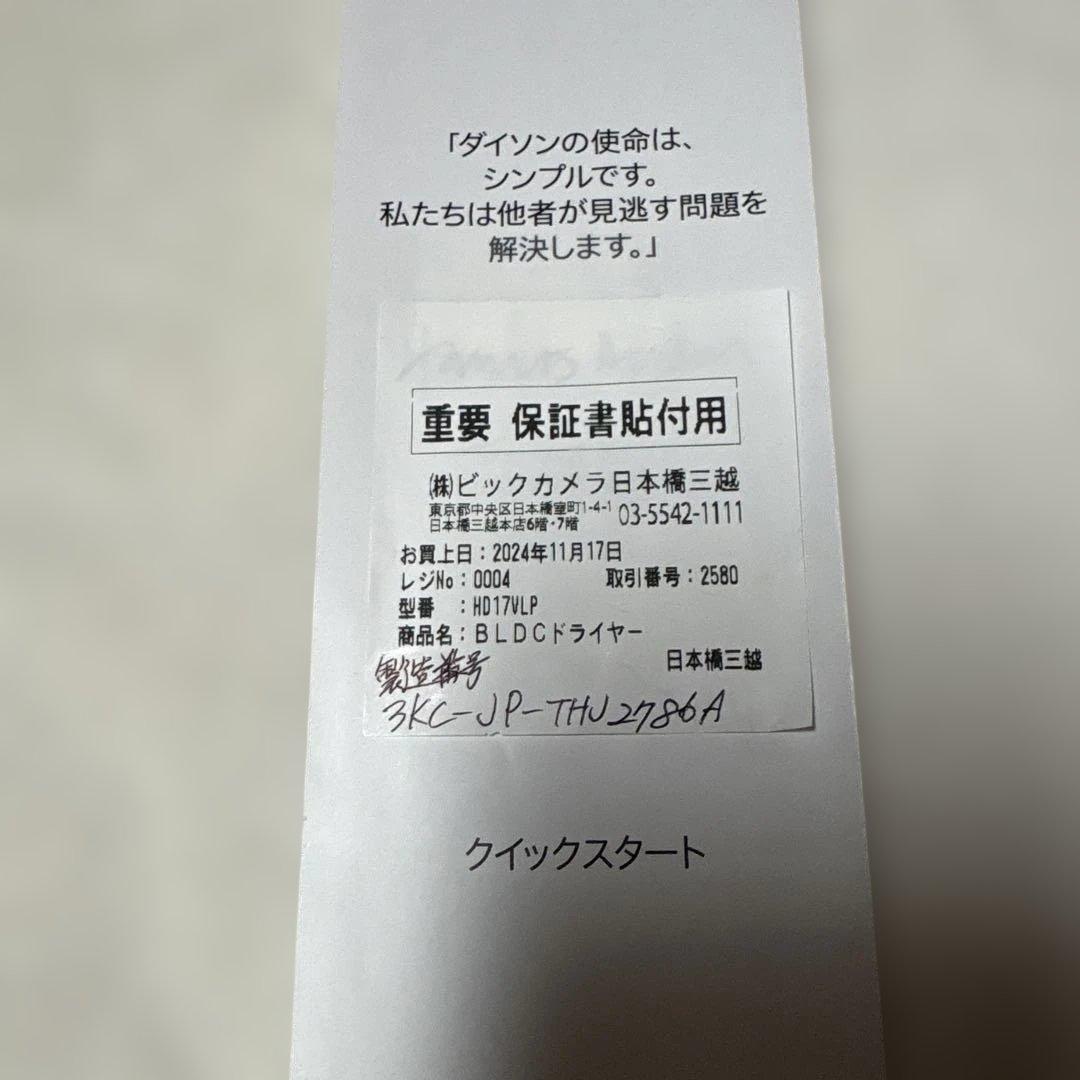 「ダイソンの使命は、
シンプルです。
私たちは他者が見逃す問題を
解決します。」
重要 保証書貼付用
㈱ビックカメラ日本橋三越
東京都中央区日本橋室町1-4-1
日本橋三越本店6階・7階
03-5542-1111
お買上日：2024年11月17日
レジNo：0004 取引番号：2580
型番 ：HD17VLP
商品名：BLDCドライヤー
日本橋三越
製造番号
3KC-JP-THJ2786A
クイックスタート